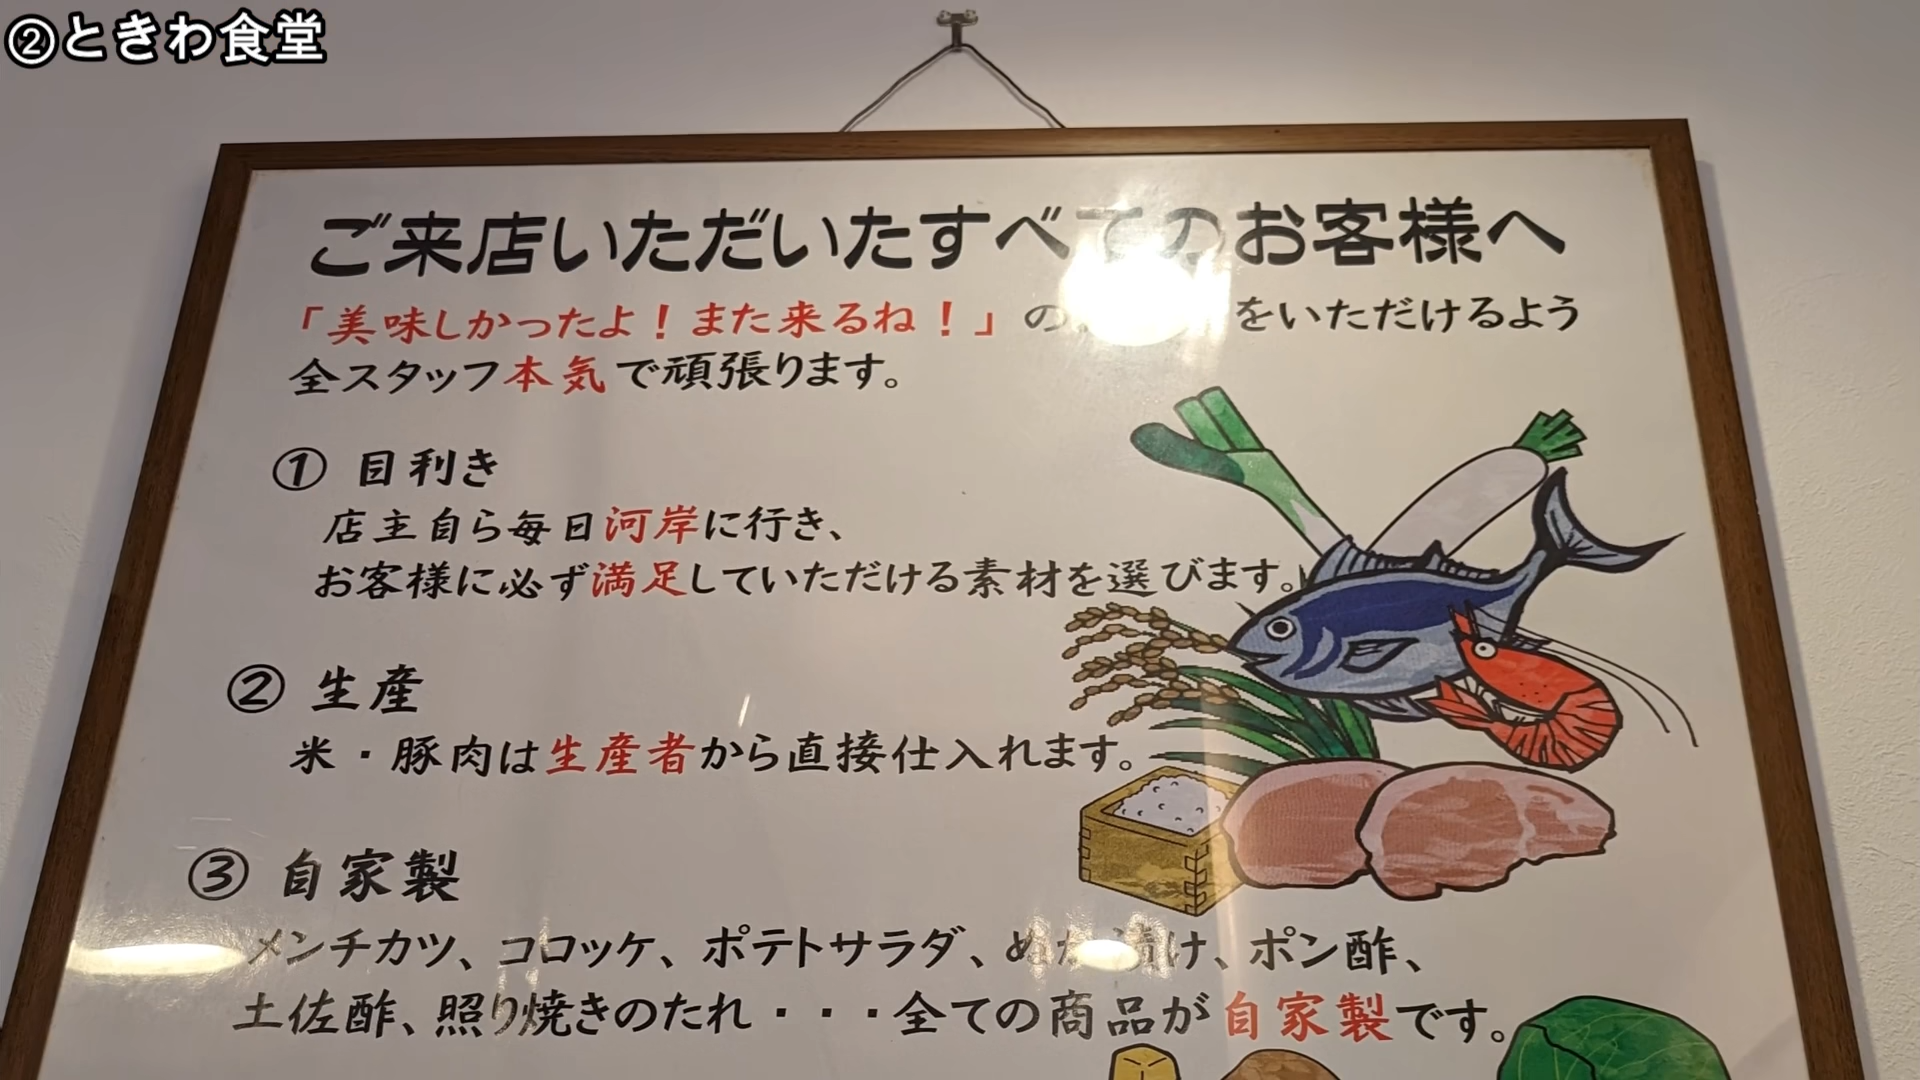 ②ときわ食堂
ご来店いただいたすべてのお客様へ
「美味しかったよ！また来るね！」の をいただけるよう
全スタッフ本気で頑張ります。
① 目利き
店主自ら毎日河岸に行き、
お客様に必ず満足していただける素材を選びます。
② 生産
米・豚肉は生産者から直接仕入れます。
③ 自家製
メンチカツ、コロッケ、ポテトサラダ、ぬか漬け、ポン酢、
土佐酢、照り焼きのたれ・・・全ての商品が自家製です。